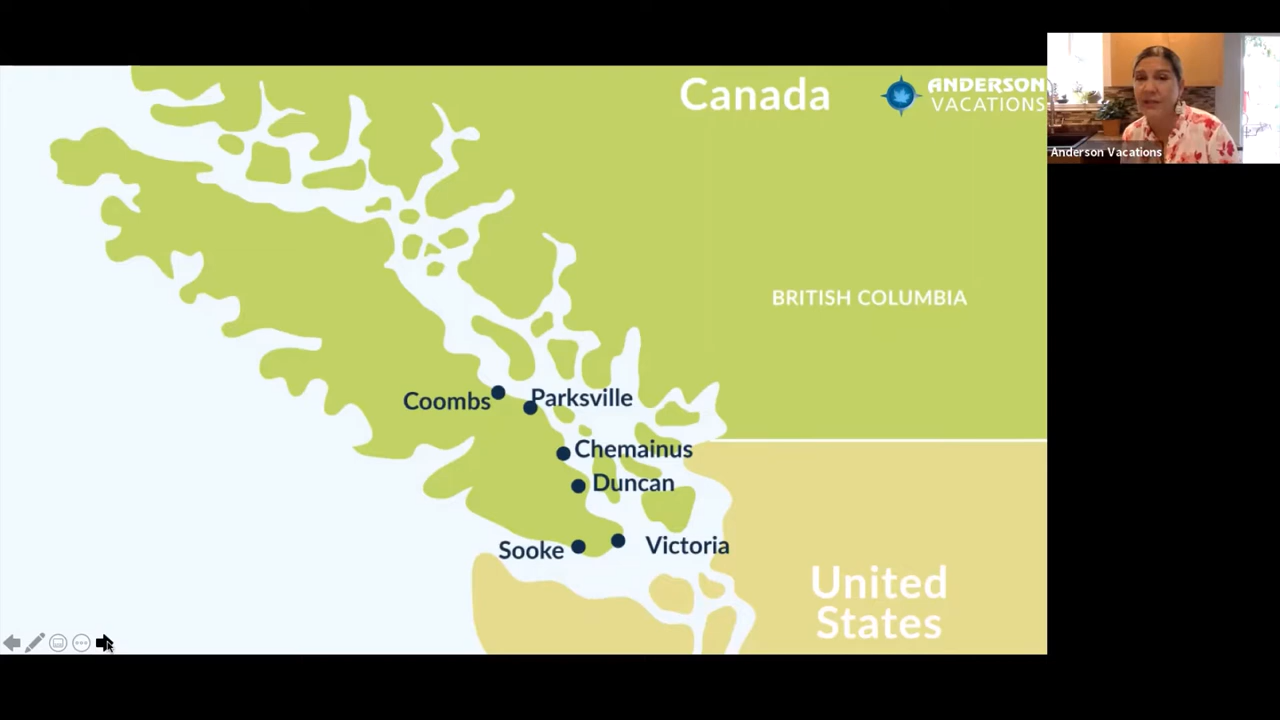 Canada
ANDERSON
VACATIONS
Anderson Vacations
BRITISH COLUMBIA
Coombs
Parksville
Chemainus
Duncan
Sooke
Victoria
United
States